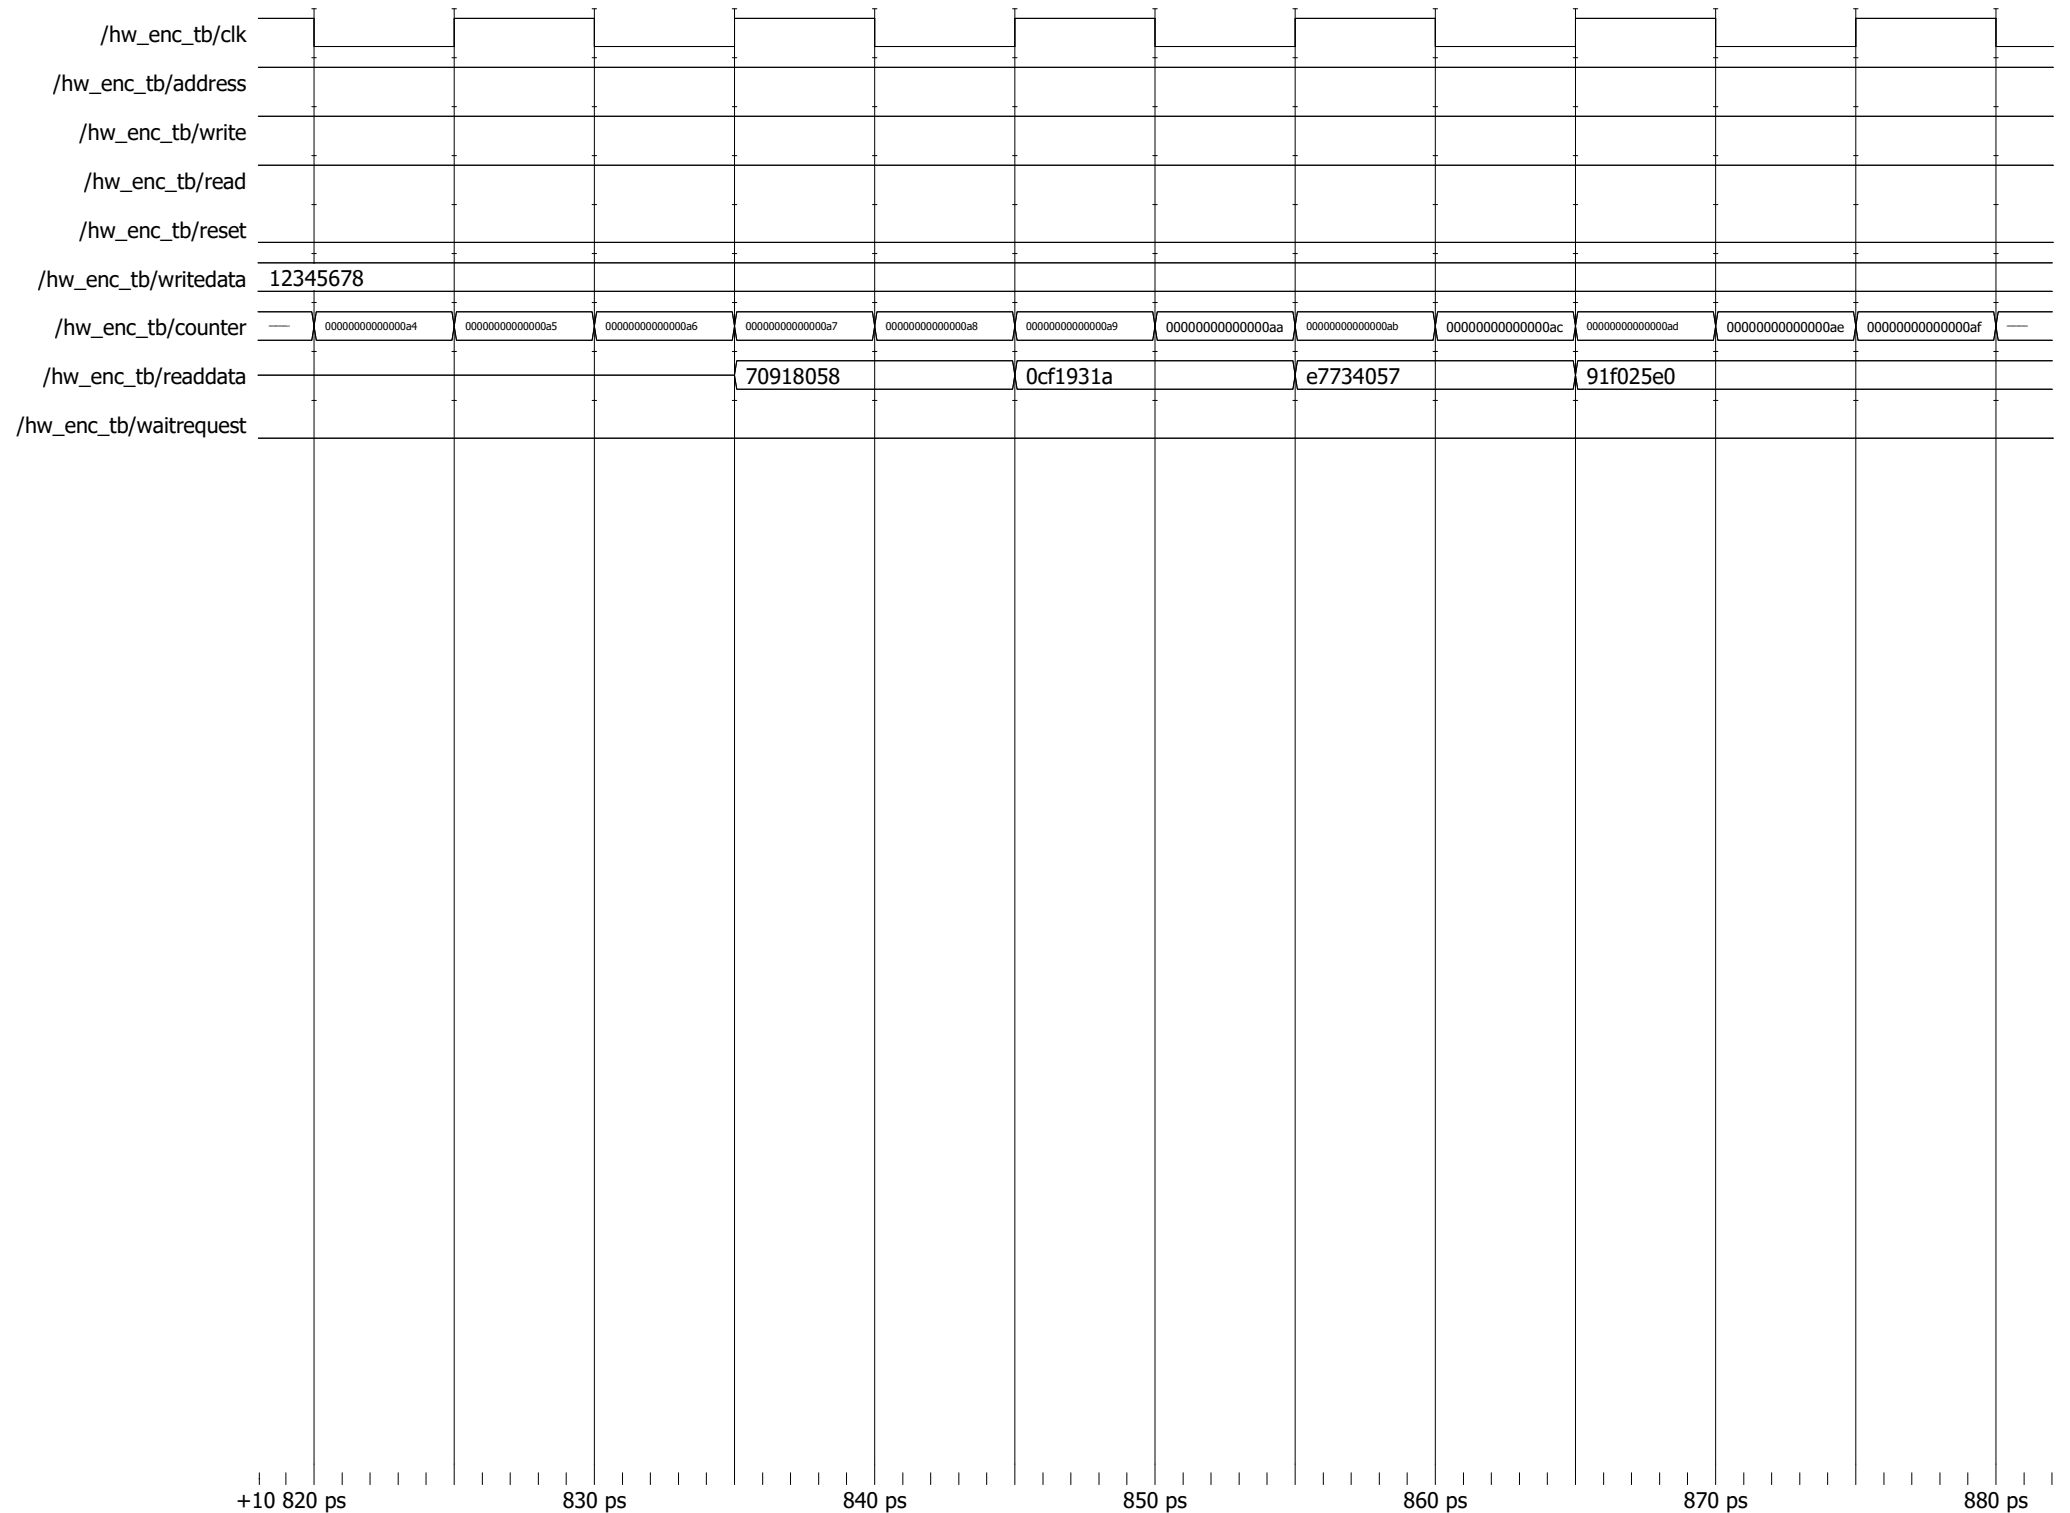 /hw_enc_tb/clk
/hw_enc_tb/address
/hw_enc_tb/write
/hw_enc_tb/read
/hw_enc_tb/reset
/hw_enc_tb/writedata 12345678
/hw_enc_tb/counter 00000000000000a4 00000000000000a5 00000000000000a6 00000000000000a7 00000000000000a8 00000000000000a9 00000000000000aa 00000000000000ab 00000000000000ac 00000000000000ad 00000000000000ae 00000000000000af
/hw_enc_tb/readdata 70918058 0cf1931a e7734057 91f025e0
/hw_enc_tb/waitrequest
+10 820 ps 830 ps 840 ps 850 ps 860 ps 870 ps 880 ps